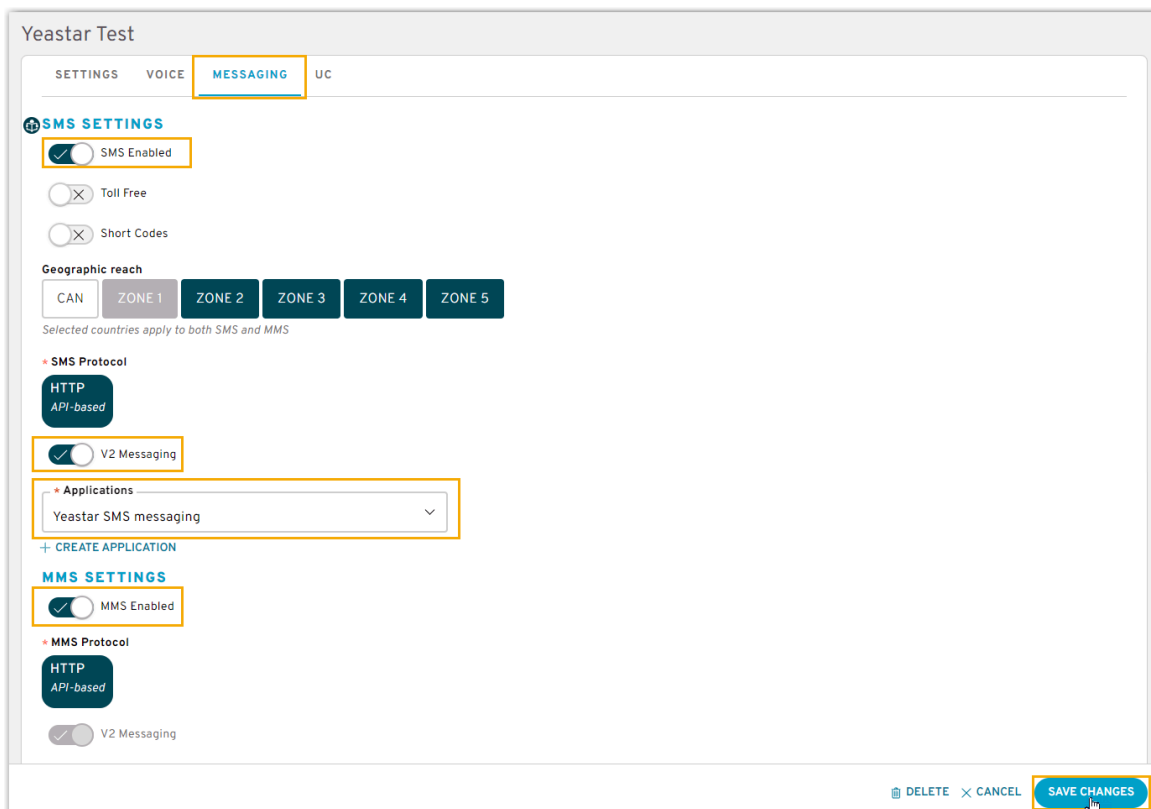 Yeastar Test
SETTINGS VOICE MESSAGING UC
SMS SETTINGS
SMS Enabled
Toll Free
Short Codes
Geographic reach
CAN ZONE 1 ZONE 2 ZONE 3 ZONE 4 ZONE 5
Selected countries apply to both SMS and MMS
* SMS Protocol
HTTP
API-based
V2 Messaging
* Applications
Yeastar SMS messaging
+ CREATE APPLICATION
MMS SETTINGS
MMS Enabled
* MMS Protocol
HTTP
API-based
V2 Messaging
DELETE CANCEL SAVE CHANGES